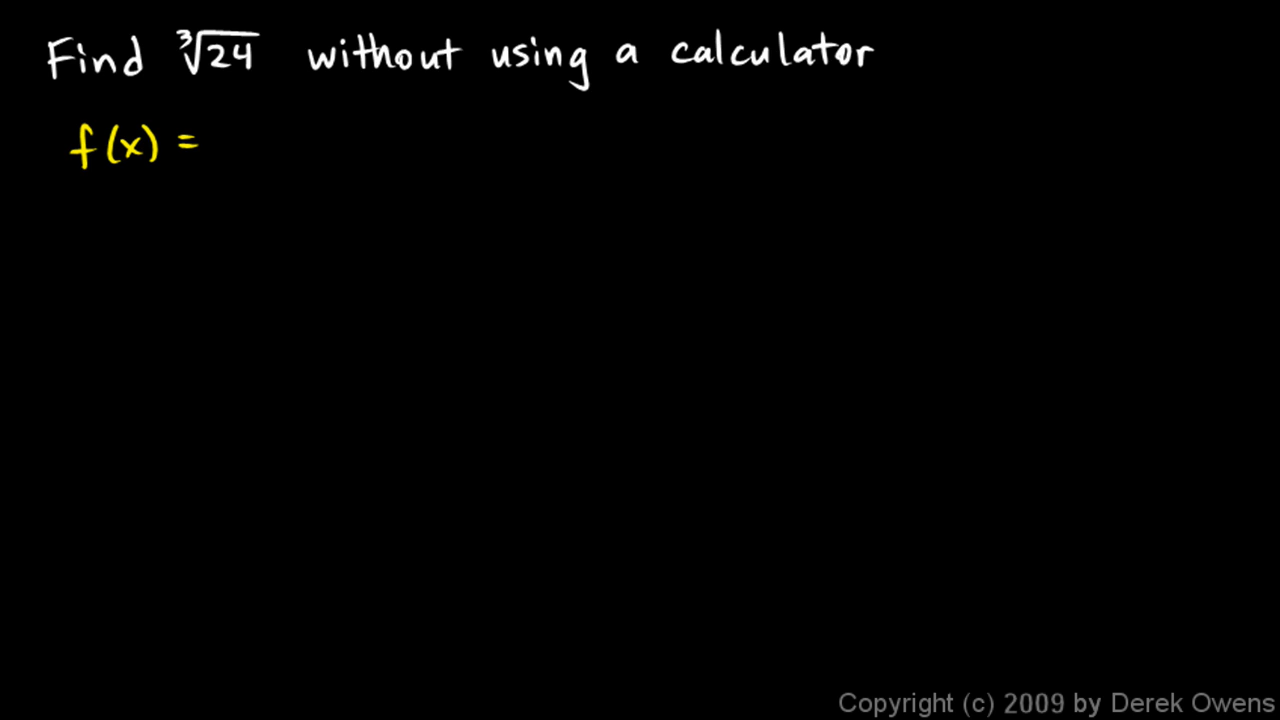 Find ∛24 without using a calculator
f(x) =
Copyright (c) 2009 by Derek Owens